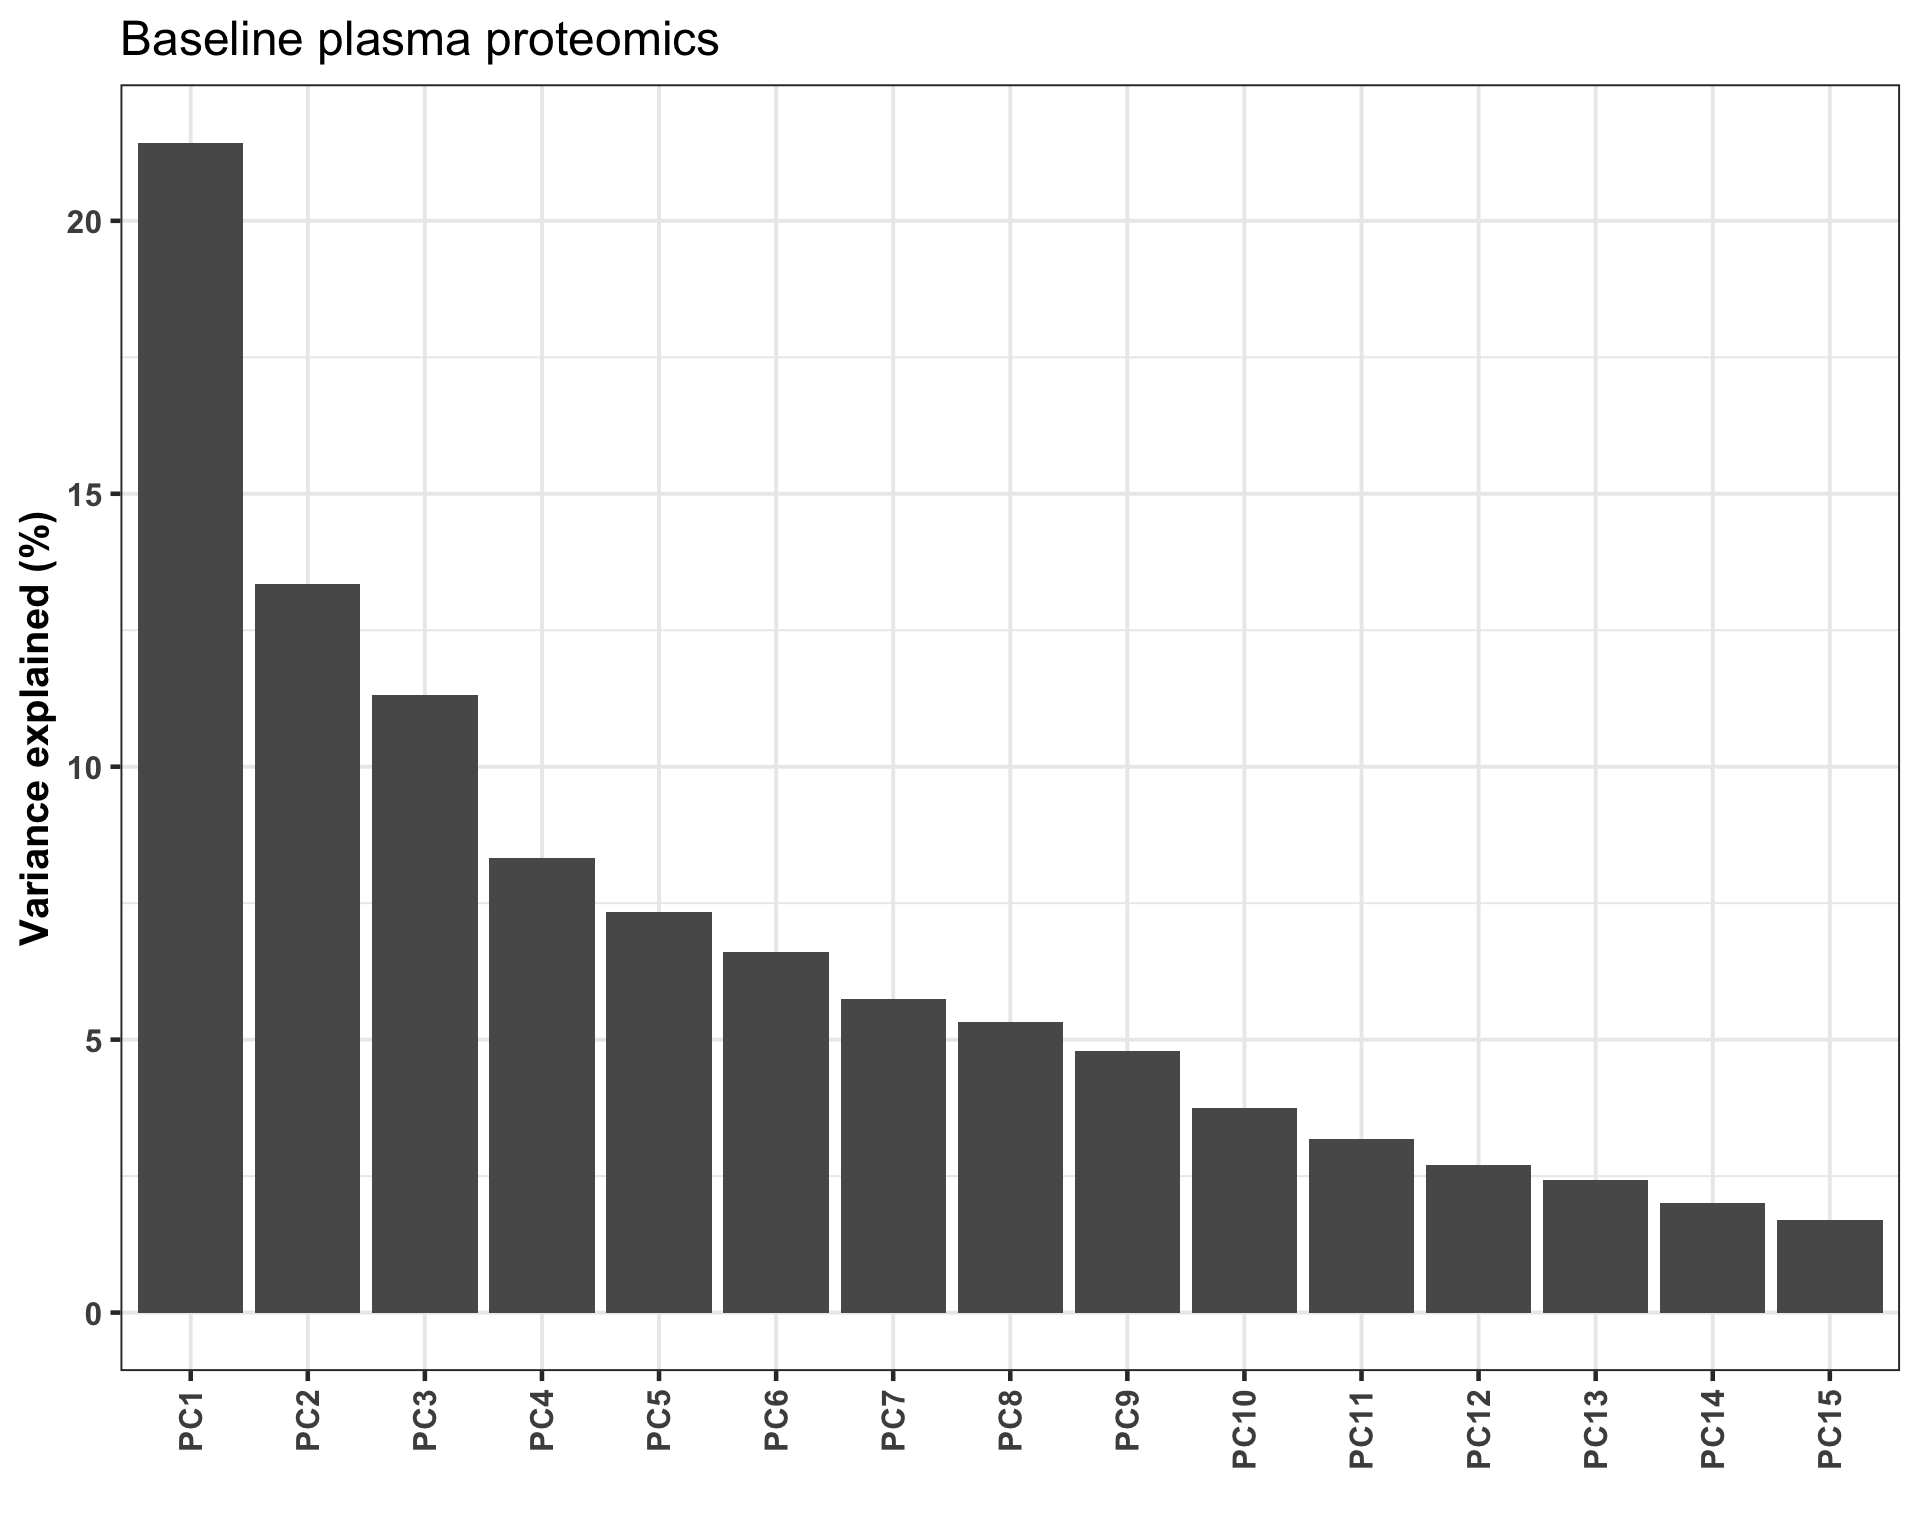 Baseline plasma proteomics
Variance explained (%)
20
15
10
5
0
PC1
PC2
PC3
PC4
PC5
PC6
PC7
PC8
PC9
PC10
PC11
PC12
PC13
PC14
PC15